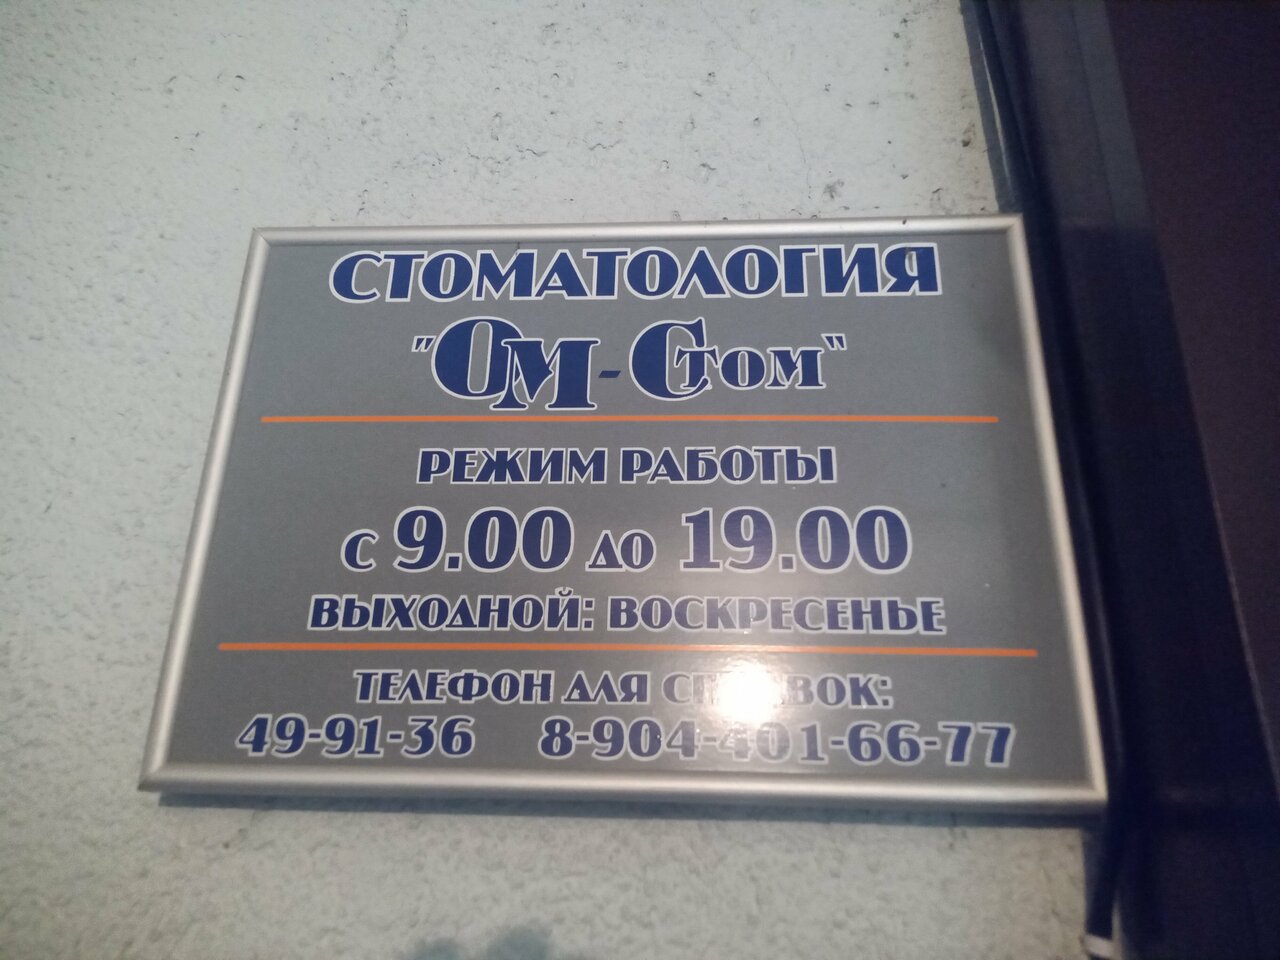 СТОМАТОЛОГИЯ
"ОМ-Стом"
РЕЖИМ РАБОТЫ
с 9.00 до 19.00
ВЫХОДНОЙ: ВОСКРЕСЕНЬЕ
ТЕЛЕФОН ДЛЯ СПРАВОК:
49-91-36 8-904-401-66-77